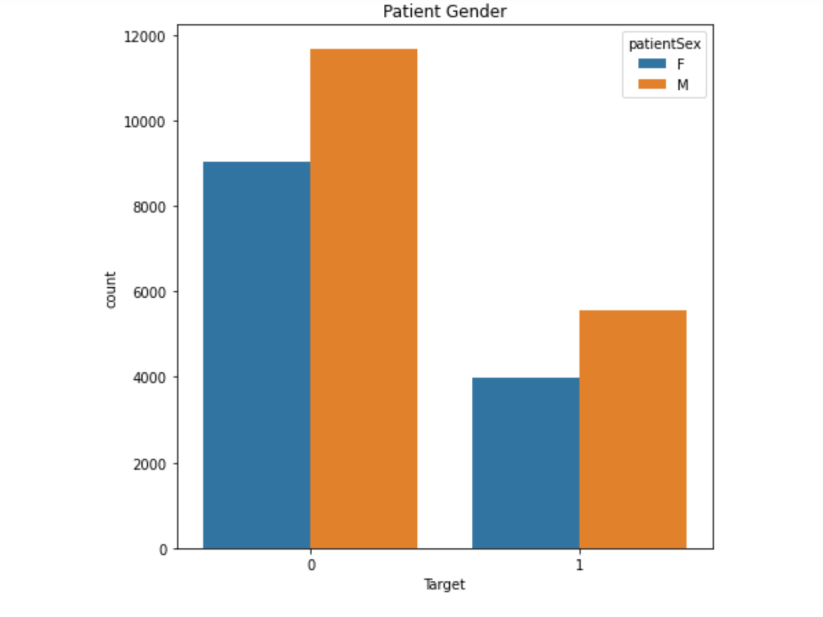 Patient Gender
patientSex
F
M
12000
10000
8000
6000
4000
2000
0
count
0 1
Target